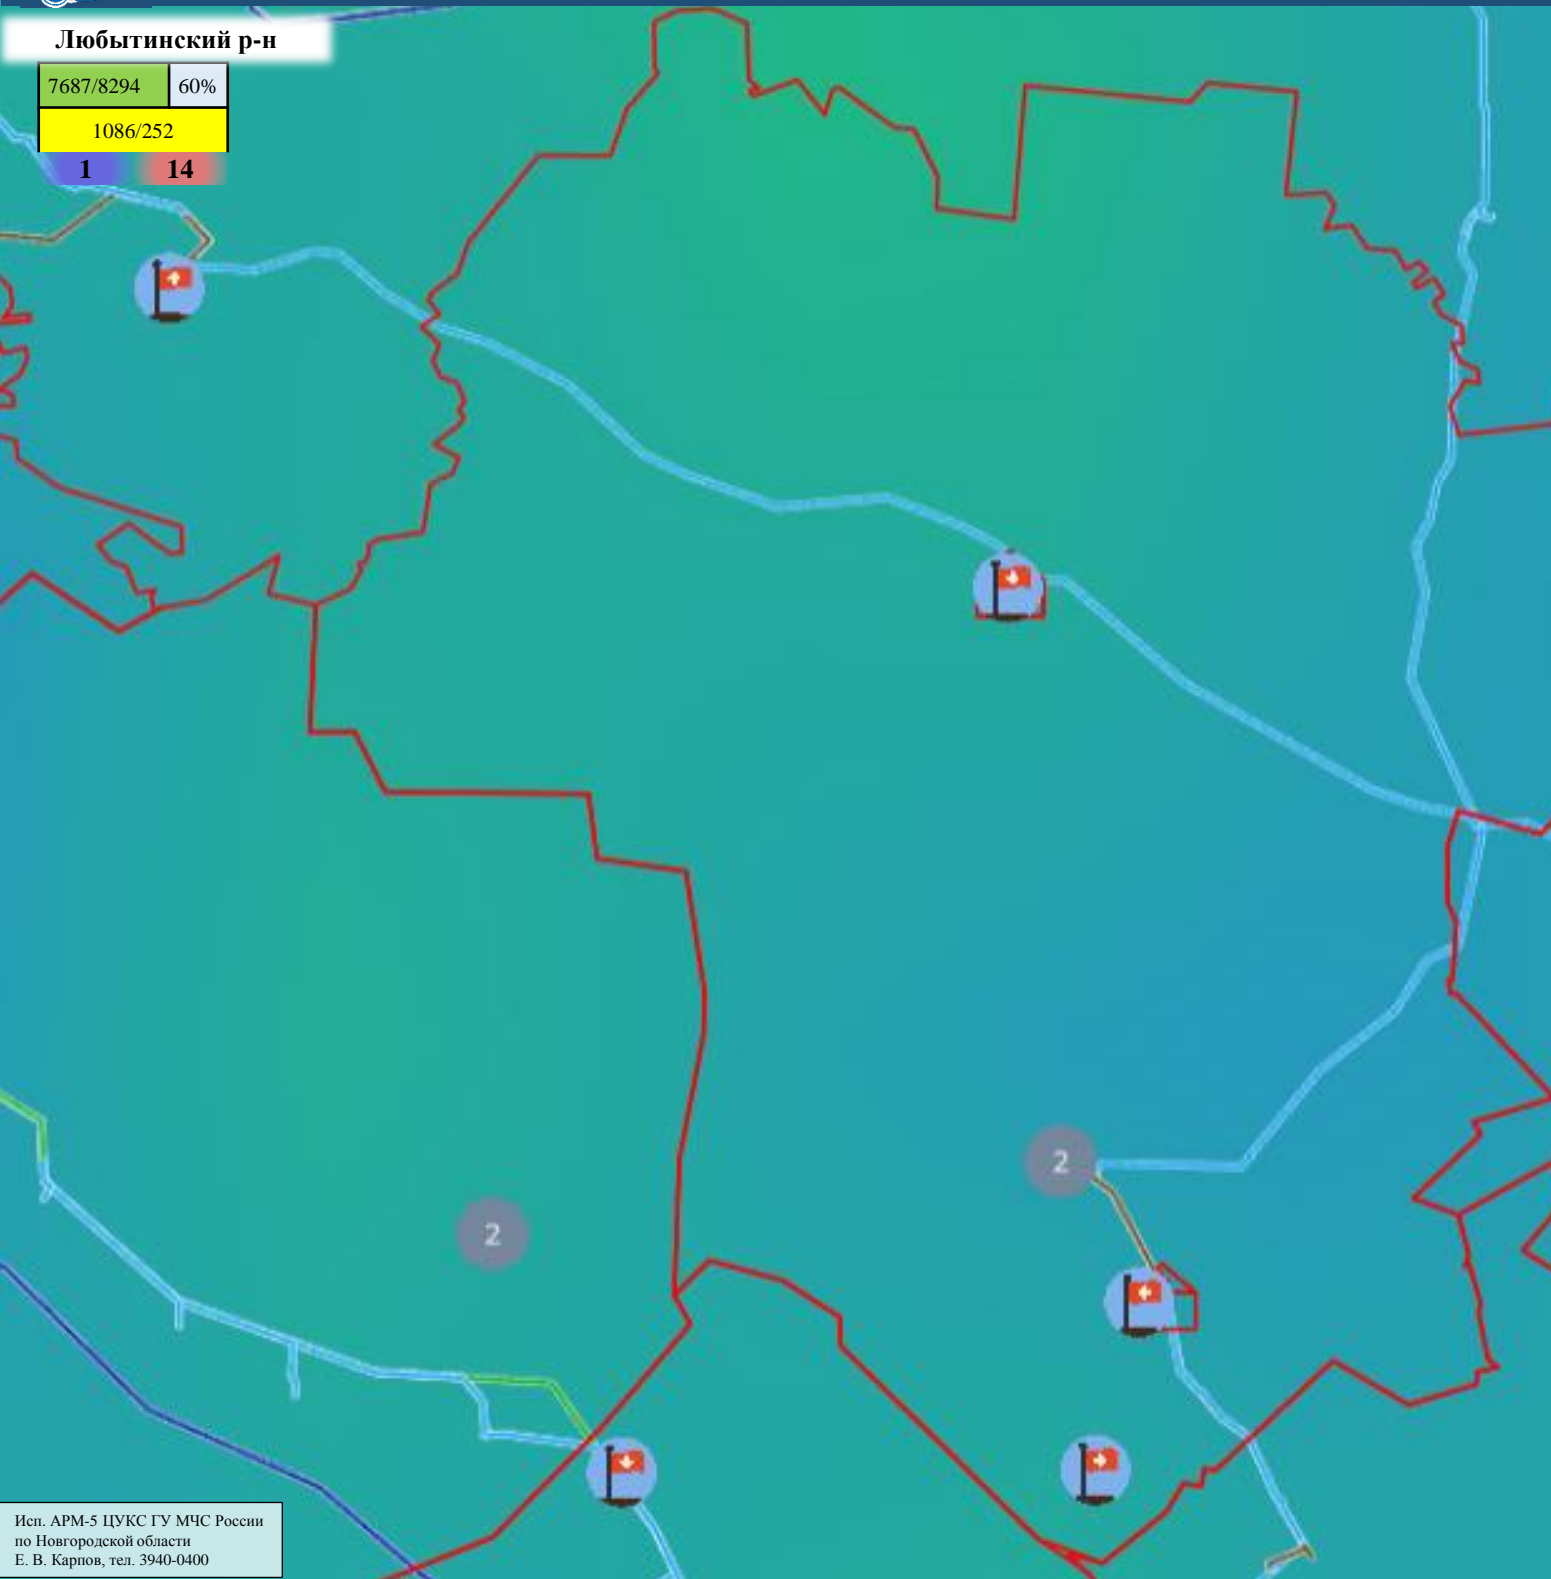 Любытинский р-н
7687/8294 60%
1086/252
1 14
2
2
Исп. АРМ-5 ЦУКС ГУ МЧС России
по Новгородской области
Е. В. Карпов, тел. 3940-0400